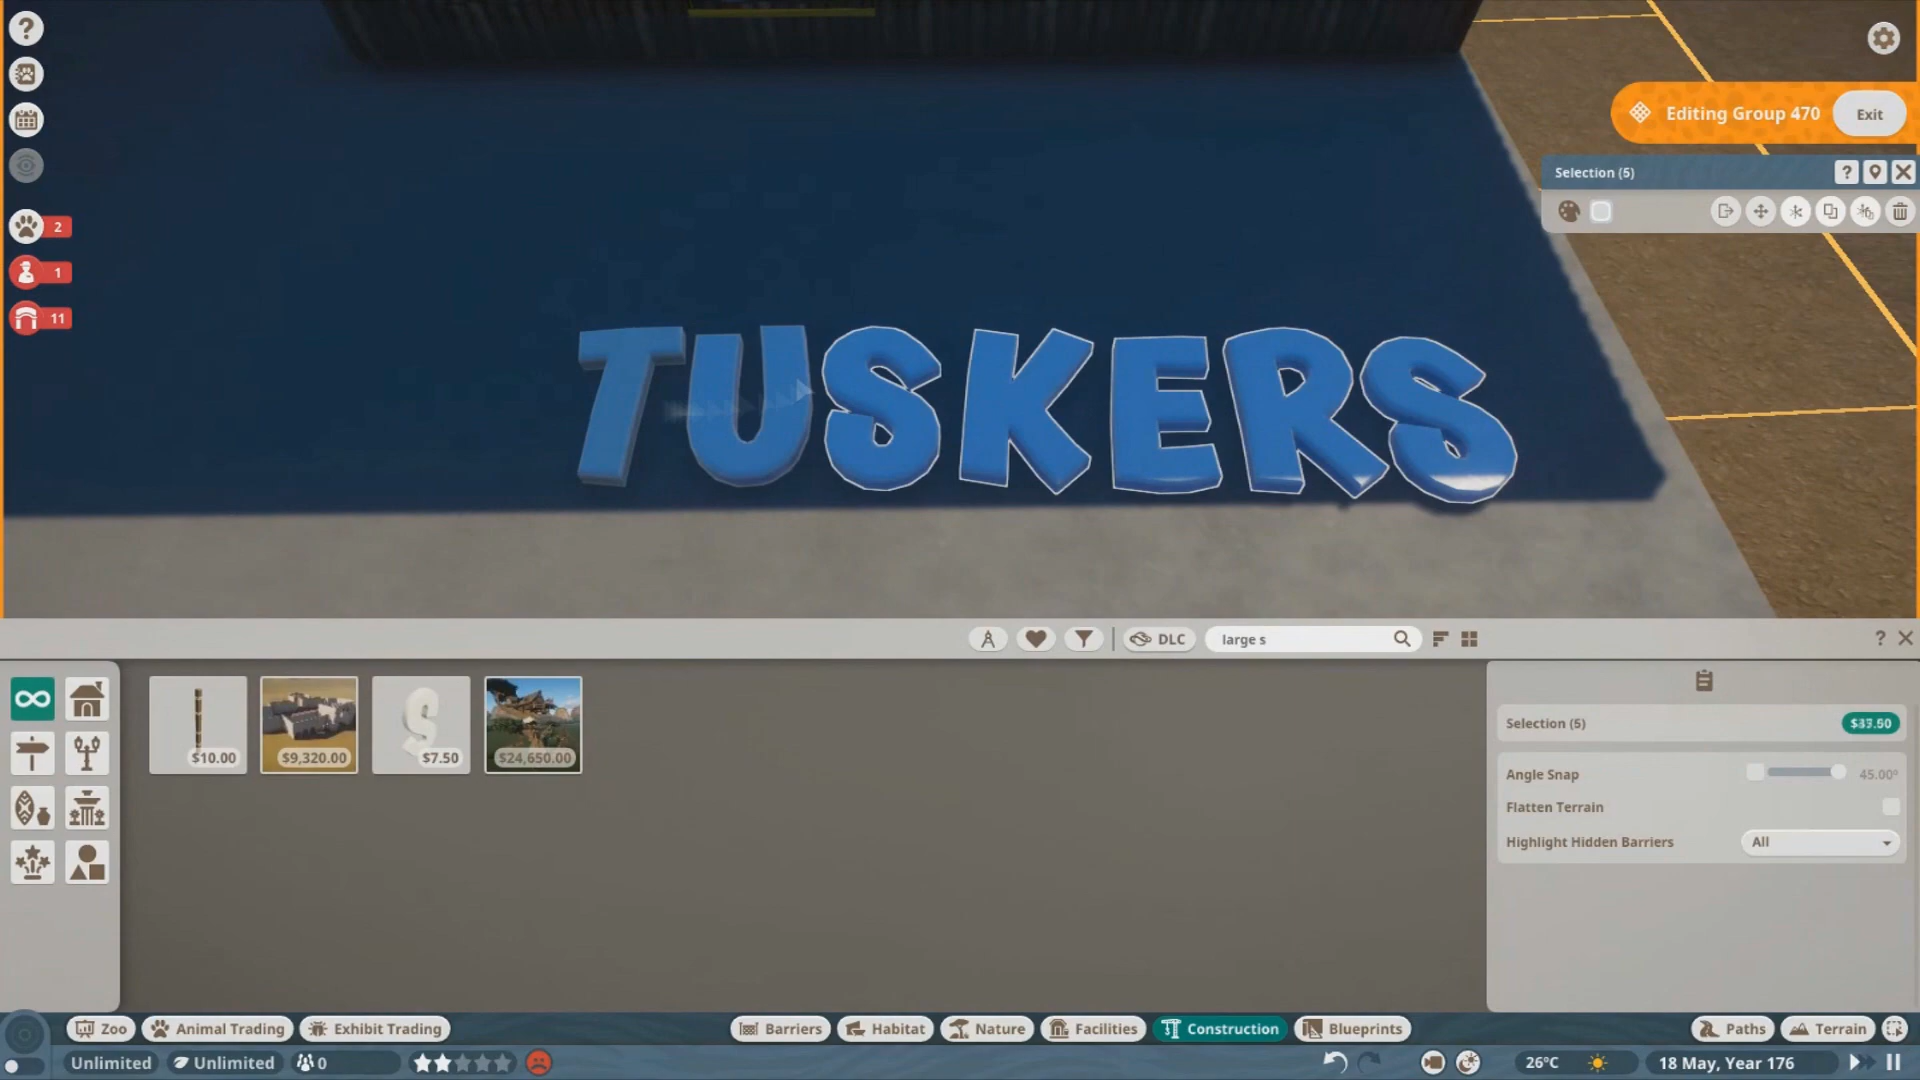 Editing Group 470
Exit
Selection (5)
?
?
2
1
11
TUSKERS
DLC
large s
?
$10.00
$9,320.00
$7.50
$24,650.00
Selection (5)
Angle Snap
45.00°
Flatten Terrain
Highlight Hidden Barriers
All
Zoo
Animal Trading
Exhibit Trading
Barriers
Habitat
Nature
Facilities
Construction
Blueprints
Paths
Terrain
Unlimited
Unlimited
0
26°C
18 May, Year 176